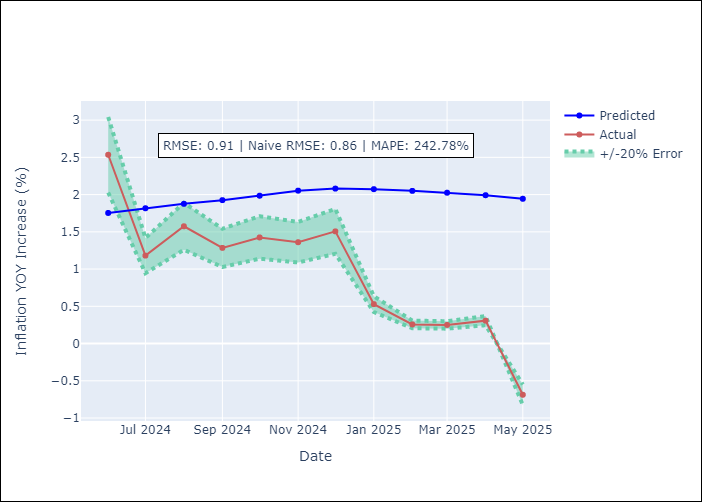 RMSE: 0.91 | Naive RMSE: 0.86 | MAPE: 242.78%
Predicted
Actual
+/-20% Error
Inflation YOY Increase (%)
3
2.5
2
1.5
1
0.5
0
−0.5
−1
Jul 2024
Sep 2024
Nov 2024
Jan 2025
Mar 2025
May 2025
Date